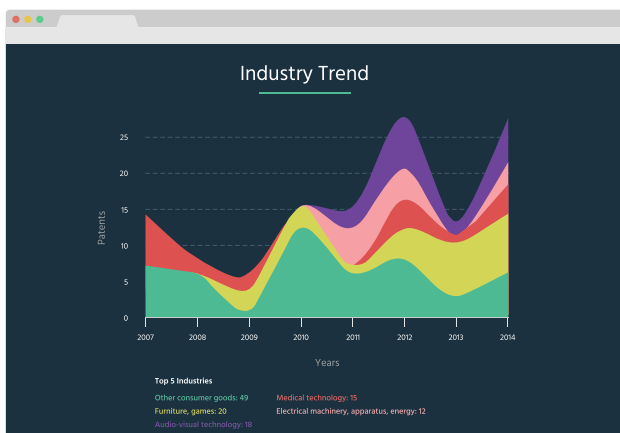 Industry Trend
25
20
15
10
5
0
Patents
2007 2008 2009 2010 2011 2012 2013 2014
Years
Top 5 Industries
Other consumer goods: 49 Medical technology: 15
Furniture, games: 20 Electrical machinery, apparatus, energy: 12
Audio-visual technology: 18